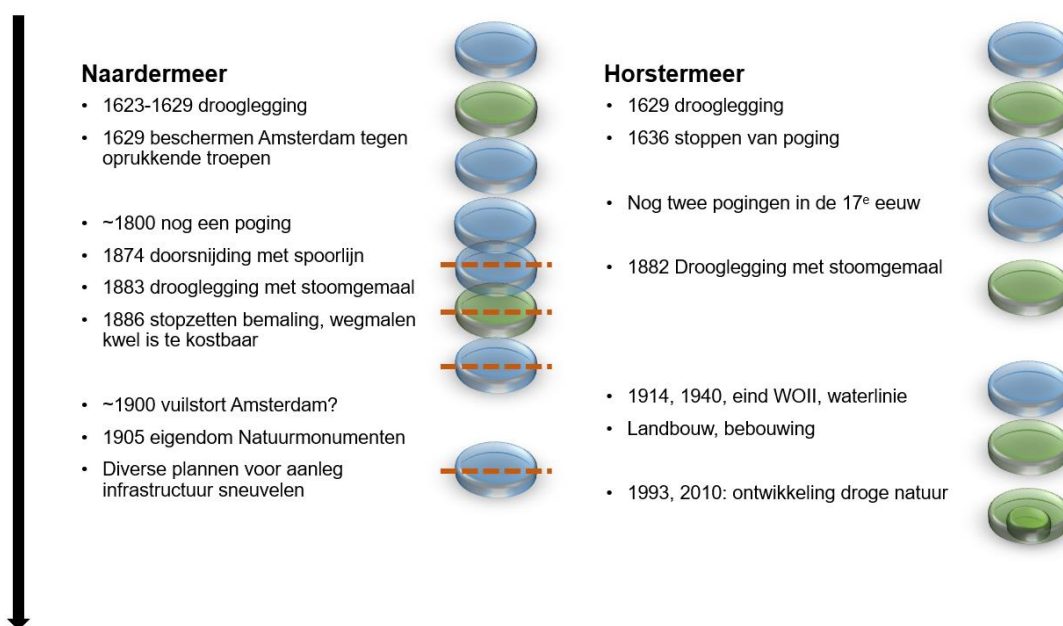 Naardermeer
• 1623-1629 drooglegging
• 1629 beschermen Amsterdam tegen
oprukkende troepen
• ~1800 nog een poging
• 1874 doorsnijding met spoorlijn
• 1883 drooglegging met stoomgemaal
• 1886 stopzetten bemaling, wegmalen
kwel is te kostbaar
• ~1900 vuilstort Amsterdam?
• 1905 eigendom Natuurmonumenten
• Diverse plannen voor aanleg
infrastructuur sneuvelen
Horstermeer
• 1629 drooglegging
• 1636 stoppen van poging
• Nog twee pogingen in de 17e eeuw
• 1882 Drooglegging met stoomgemaal
• 1914, 1940, eind WOII, waterlinie
• Landbouw, bebouwing
• 1993, 2010: ontwikkeling droge natuur